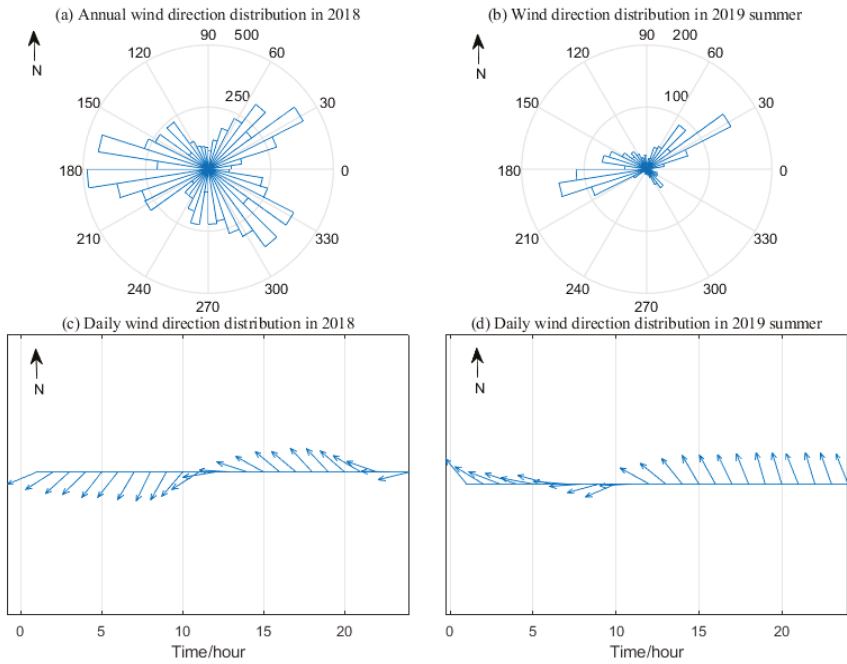 (a) Annual wind direction distribution in 2018
N
90
500
60
120
250
30
150
0
180
330
210
300
240
270
(b) Wind direction in 2019 summer
N
90
200
60
120
100
30
150
0
180
330
210
300
240
270
(c) Daily wind direction distribution in 2018
N
0 5 10 15 20
Time/hour
(d) Daily wind direction distribution in 2019 summer
N
0 5 10 15 20
Time/hour